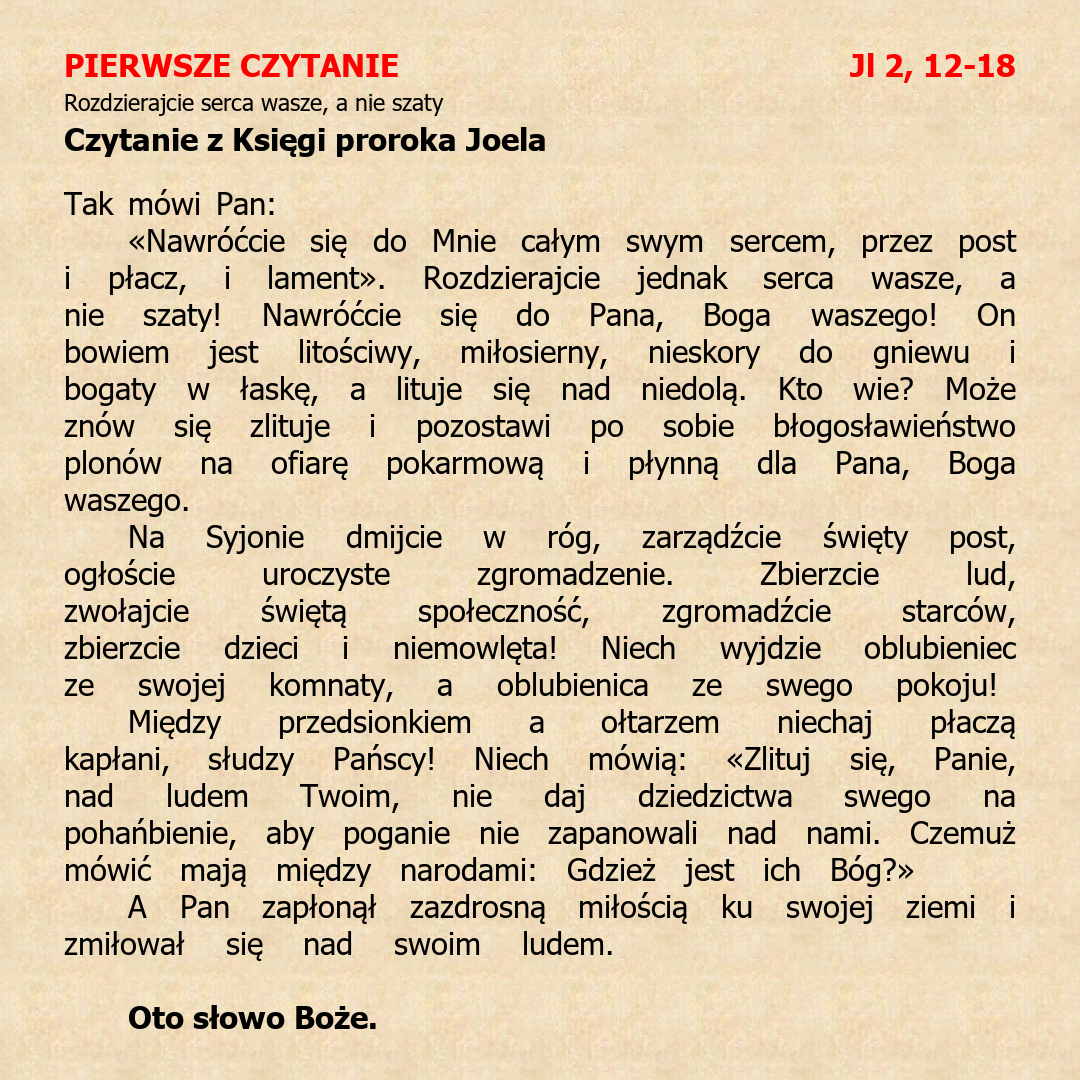 PIERWSZE CZYTANIE Jl 2, 12-18
Rozdzierajcie serca wasze, a nie szaty
Czytanie z Księgi proroka Joela
Tak mówi Pan:
«Nawróćcie się do Mnie całym swym sercem, przez post
i płacz, i lament». Rozdzierajcie jednak serca wasze, a
nie szaty! Nawróćcie się do Pana, Boga waszego! On
bowiem jest litościwy, miłosierny, nieskory do gniewu i
bogaty w łaskę, a lituje się nad niedolą. Kto wie? Może
znów się zlituje i pozostawi po sobie błogosławieństwo
plonów na ofiarę pokarmową i płynną dla Pana, Boga
waszego.
Na Syjonie dmijcie w róg, zarządźcie święty post,
ogłoście uroczyste zgromadzenie. Zbierzcie lud,
zwołajcie świętą społeczność, zgromadźcie starców,
zbierzcie dzieci i niemowlęta! Niech wyjdzie oblubieniec
ze swojej komnaty, a oblubienica ze swego pokoju!
Między przedsionkiem a ołtarzem niechaj płaczą
kapłani, słudzy Pańscy! Niech mówią: «Zlituj się, Panie,
nad ludem Twoim, nie daj dziedzictwa swego na
pohańbienie, aby poganie nie zapanowali nad nami. Czemuż
mówić mają między narodami: Gdzież jest ich Bóg?»
A Pan zapłonął zazdrosną miłością ku swojej ziemi i
zmiłował się nad swoim ludem.
Oto słowo Boże.